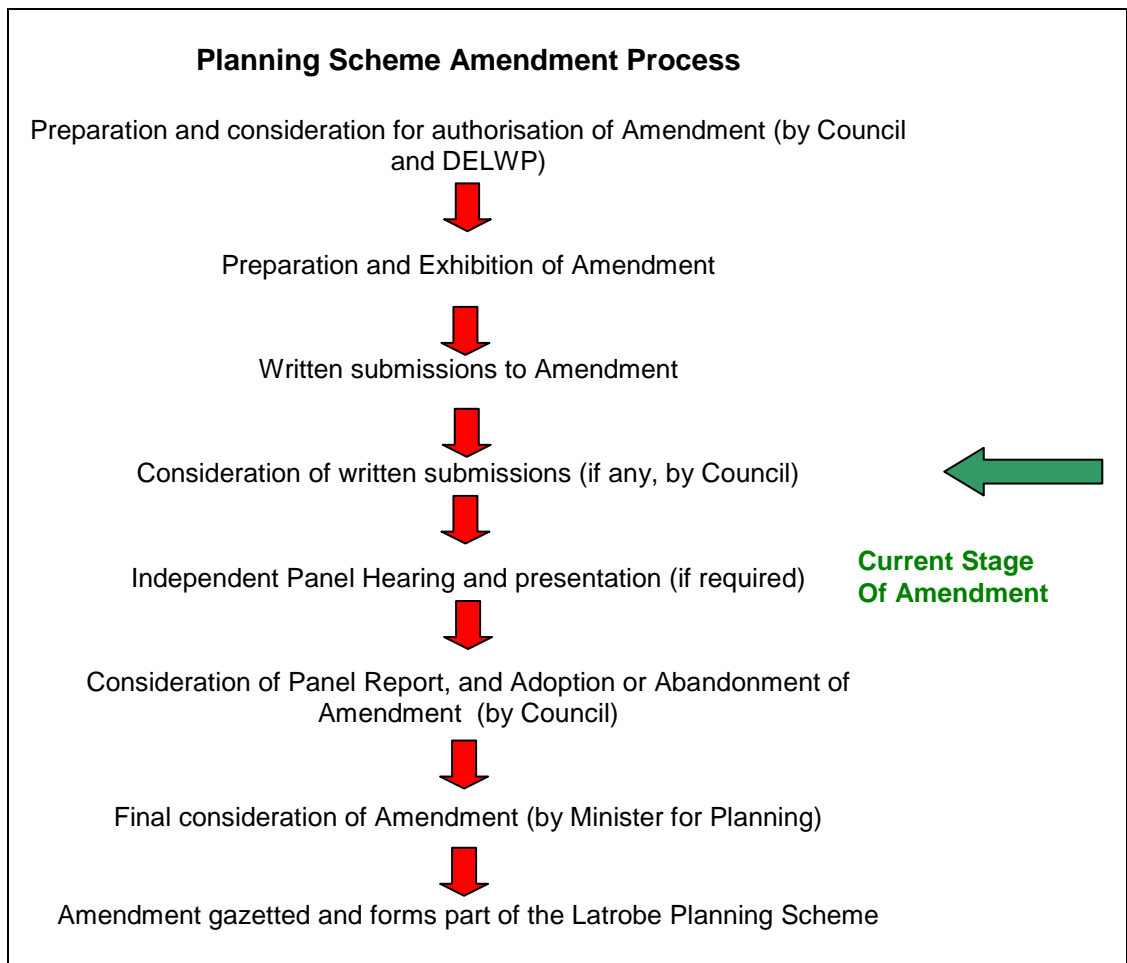 Planning Scheme Amendment Process
Preparation and consideration for authorisation of Amendment (by Council
and DELWP)
Preparation and Exhibition of Amendment
Written submissions to Amendment
Consideration of written submissions (if any, by Council)
Independent Panel Hearing and presentation (if required)
Current Stage
Of Amendment
Consideration of Panel Report, and Adoption or Abandonment of
Amendment (by Council)
Final consideration of Amendment (by Minister for Planning)
Amendment gazetted and forms part of the Latrobe Planning Scheme